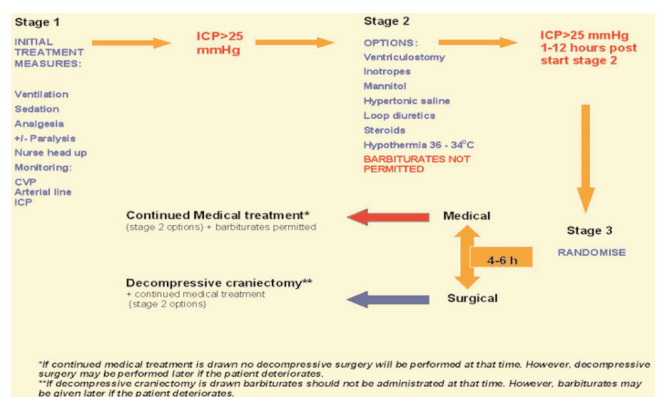 Stage 1
INITIAL
TREATMENT
MEASURES:
Ventilation
Sedation
Analgesia
+/- Paralysis
Nurse head up
Monitoring:
CVP
Arterial line
ICP
ICP>25
mmHg
Stage 2
OPTIONS:
Ventriculostomy
Inotropes
Mannitol
Hypertonic saline
Loop diuretics
Steroids
Hypothermia 36 - 34°C
BARBITURATES NOT
PERMITTED
ICP>25 mmHg
1-12 hours post
start stage 2
Stage 3
RANDOMISE
4-6 h
Medical
Surgical
Continued Medical treatment*
(stage 2 options) + barbiturates permitted
Decompressive craniectomy**
+ continued medical treatment
(stage 2 options)
*If continued medical treatment is drawn no decompressive surgery will be performed at that time. However, decompressive
surgery may be performed later if the patient deteriorates.
**If decompressive craniectomy is drawn barbiturates should not be administrated at that time. However, barbiturates may
be given later if the patient deteriorates.